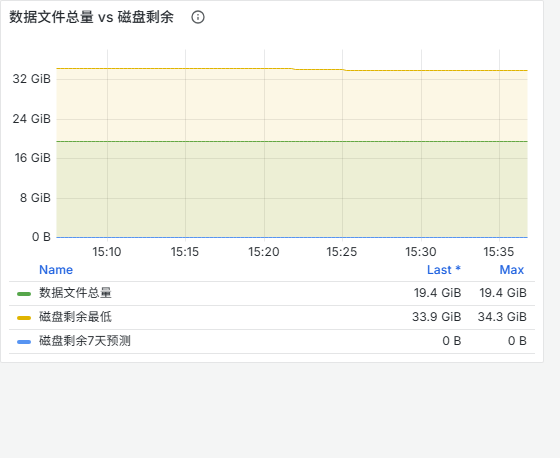 数据文件总量 vs 磁盘剩余
32 GiB
24 GiB
16 GiB
8 GiB
0 B
15:10 15:15 15:20 15:25 15:30 15:35
Name Last * Max
数据文件总量 19.4 GiB 19.4 GiB
磁盘剩余最低 33.9 GiB 34.3 GiB
磁盘剩余7天预测 0 B 0 B